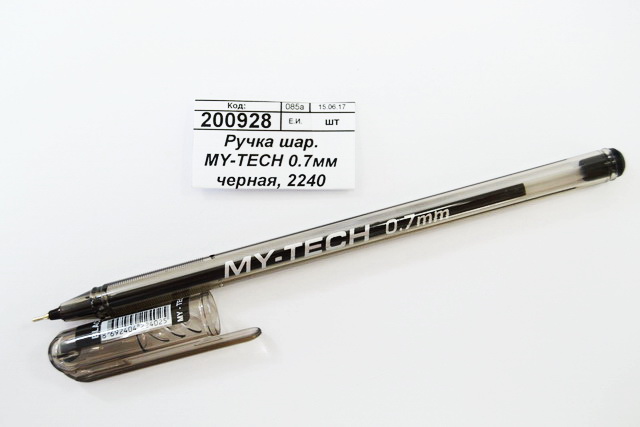 Код: 085а 15.06.17
200928 Е.И. шт
Ручка шар.
MY-TECH 0.7мм
черная, 2240
MY-TECH 0.7mm
MY-TE